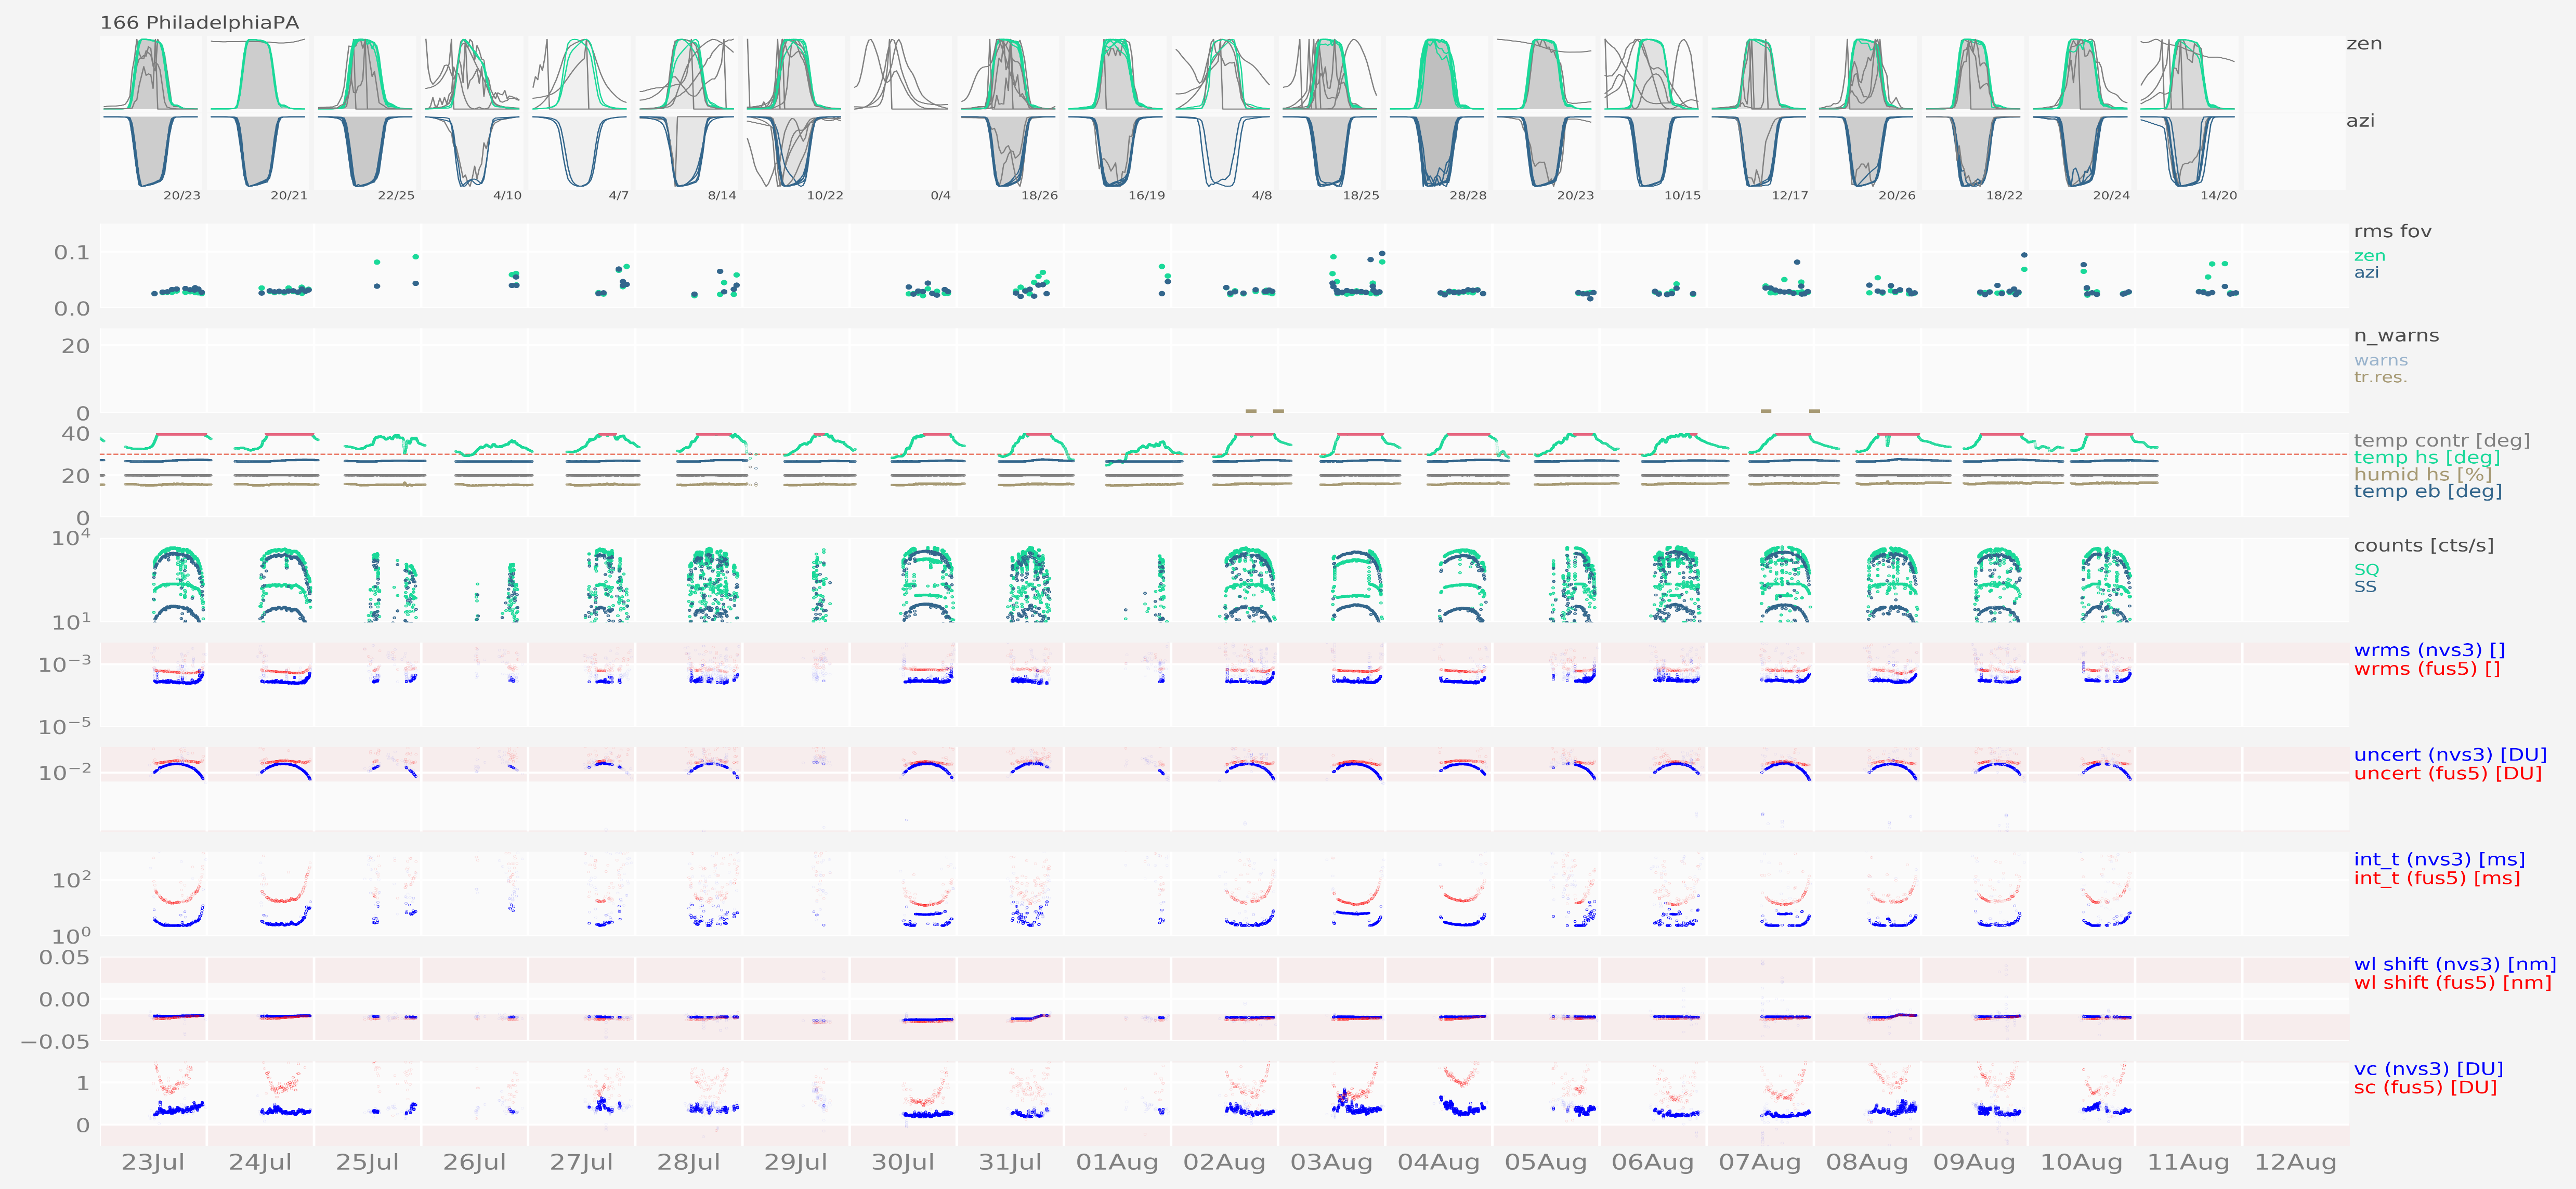 166 PhiladelphiaPA
zen
azi
20/23 20/21 22/25 4/10 4/7 8/14 10/22 0/4 18/26 16/19 4/8 18/25 28/28 20/23 10/15 12/17 20/26 18/22 20/24 14/20
rms fov
0.1
zen
azi
0.0
n_warns
20
warns
tr.res.
0
40
temp contr [deg]
temp hs [deg]
20
humid hs [%]
temp eb [deg]
0
10⁴
counts [cts/s]
SQ
SS
10¹
wrms (nvs3) []
10⁻³
wrms (fus5) []
10⁻⁵
uncert (nvs3) [DU]
10⁻²
uncert (fus5) [DU]
int_t (nvs3) [ms]
10²
int_t (fus5) [ms]
10⁰
0.05
wl shift (nvs3) [nm]
wl shift (fus5) [nm]
0.00
−0.05
vc (nvs3) [DU]
1
sc (fus5) [DU]
0
23Jul 24Jul 25Jul 26Jul 27Jul 28Jul 29Jul 30Jul 31Jul 01Aug 02Aug 03Aug 04Aug 05Aug 06Aug 07Aug 08Aug 09Aug 10Aug 11Aug 12Aug